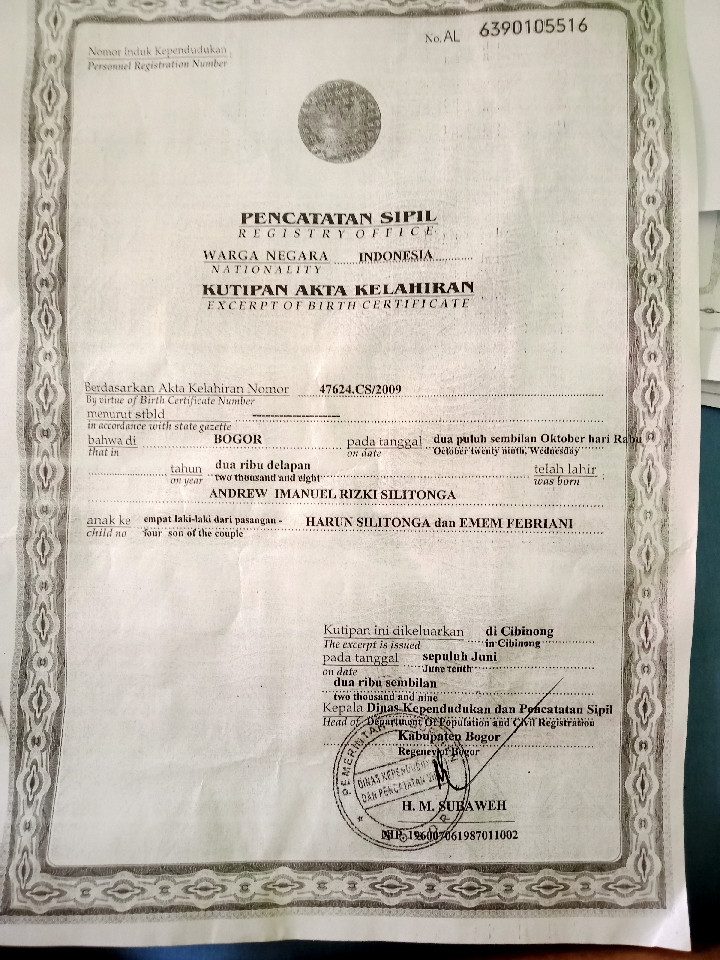 No. AL 6390105516
Nomor Induk Kependudukan
Personnel Registration Number
PENCATATAN SIPIL
REGISTRY OFFICE
WARGA NEGARA INDONESIA
NATIONALITY
KUTIPAN AKTA KELAHIRAN
EXCERPT OF BIRTH CERTIFICATE
Berdasarkan Akta Kelahiran Nomor 47624.CS/2009
By virtue of Birth Certificate Number
menurut stbld --------------------
in accordance with state gazette
bahwa di BOGOR pada tanggal dua puluh sembilan Oktober hari Rabu
that in on date October twenty ninth, Wednesday
tahun dua ribu delapan telah lahir
on year two thousand and eight was born
ANDREW IMANUEL RIZKI SILITONGA
anak ke empat laki-laki dari pasangan - HARUN SILITONGA dan EMEM FEBRIANI
child no four son of the couple
Kutipan ini dikeluarkan di Cibinong
The excerpt is issued in Cibinong
pada tanggal sepuluh Juni
on date June tenth
dua ribu sembilan
two thousand and nine
Kepala Dinas Kependudukan dan Pencatatan Sipil
Head of Department Of Population and Civil Registration
Kabupaten Bogor
Regency of Bogor
DINAS KEPENDUDUKAN
DAN PENCATATAN SIPIL
H. M. SUBAWEH
NIP. 196007061987011002